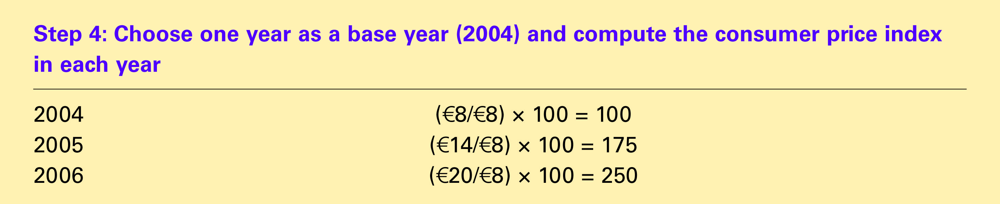 Step 4: Choose one year as a base year (2004) and compute the consumer price index
in each year
2004 (€8/€8) × 100 = 100
2005 (€14/€8) × 100 = 175
2006 (€20/€8) × 100 = 250